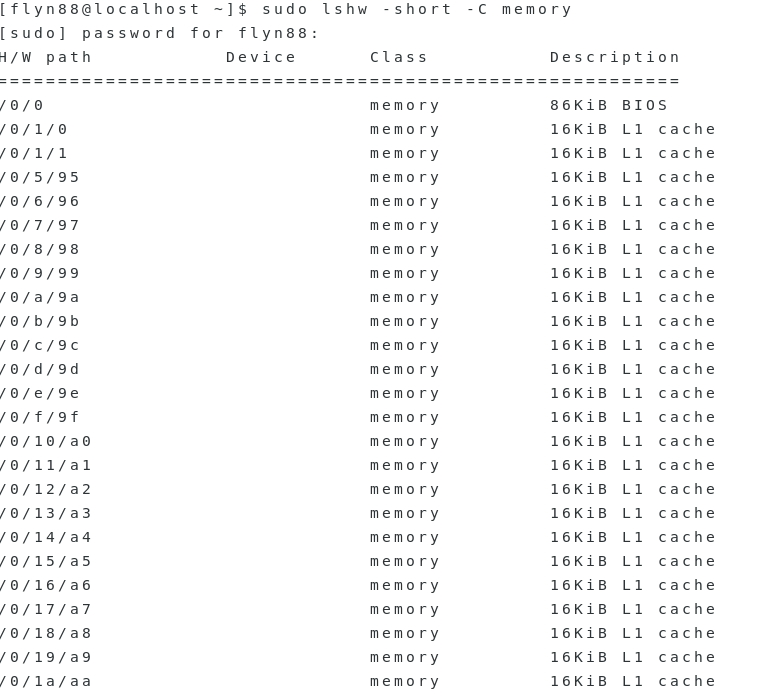 [flyn88@localhost ~]$ sudo lshw -short -C memory
[sudo] password for flyn88:
H/W path           Device      Class          Description
=========================================================
/0/0                           memory         86KiB BIOS
/0/1/0                         memory         16KiB L1 cache
/0/1/1                         memory         16KiB L1 cache
/0/5/95                        memory         16KiB L1 cache
/0/6/96                        memory         16KiB L1 cache
/0/7/97                        memory         16KiB L1 cache
/0/8/98                        memory         16KiB L1 cache
/0/9/99                        memory         16KiB L1 cache
/0/a/9a                        memory         16KiB L1 cache
/0/b/9b                        memory         16KiB L1 cache
/0/c/9c                        memory         16KiB L1 cache
/0/d/9d                        memory         16KiB L1 cache
/0/e/9e                        memory         16KiB L1 cache
/0/f/9f                        memory         16KiB L1 cache
/0/10/a0                       memory         16KiB L1 cache
/0/11/a1                       memory         16KiB L1 cache
/0/12/a2                       memory         16KiB L1 cache
/0/13/a3                       memory         16KiB L1 cache
/0/14/a4                       memory         16KiB L1 cache
/0/15/a5                       memory         16KiB L1 cache
/0/16/a6                       memory         16KiB L1 cache
/0/17/a7                       memory         16KiB L1 cache
/0/18/a8                       memory         16KiB L1 cache
/0/19/a9                       memory         16KiB L1 cache
/0/1a/aa                       memory         16KiB L1 cache